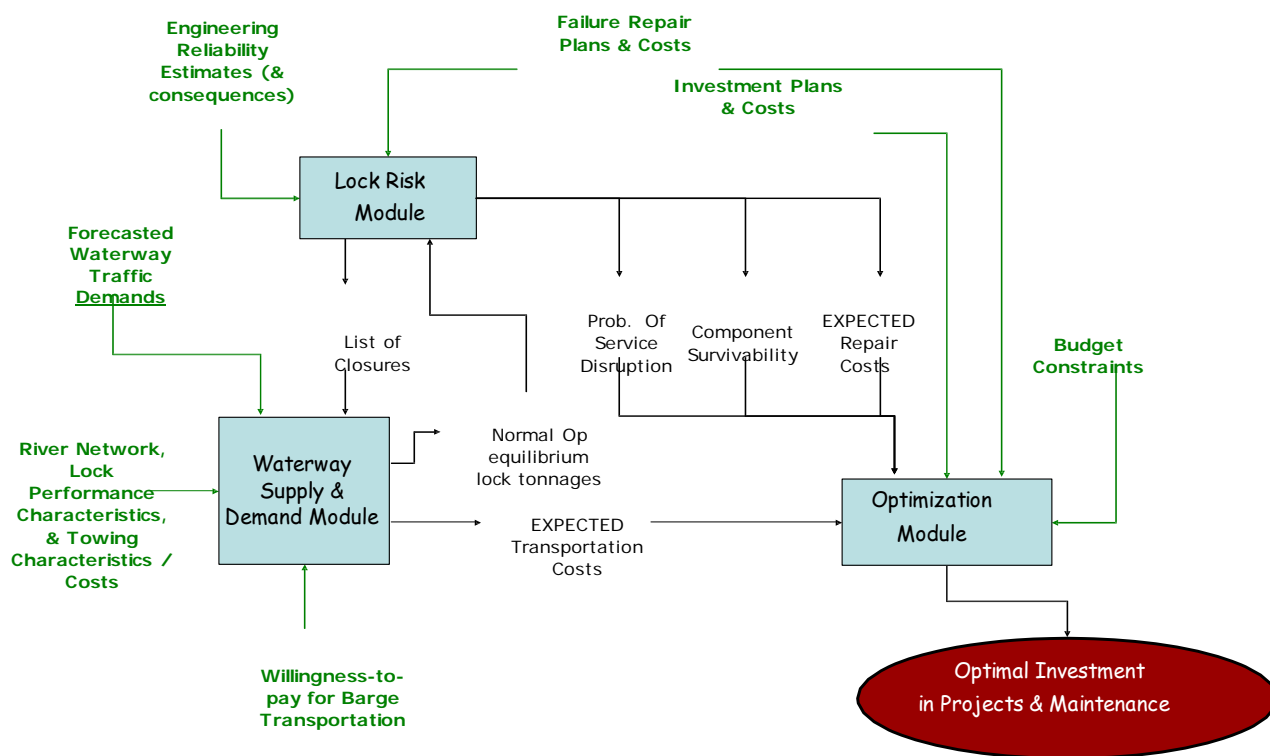 Engineering
Reliability
Estimates (&
consequences)
Failure Repair
Plans & Costs
Investment Plans
& Costs
Lock Risk
Module
Forecasted
Waterway
Traffic
Demands
List of
Closures
Prob. Of
Service
Disruption
Component
Survivability
EXPECTED
Repair
Costs
Budget
Constraints
River Network,
Lock
Performance
Characteristics,
& Towing
Characteristics /
Costs
Waterway
Supply &
Demand Module
Normal Op
equilibrium
lock tonnages
EXPECTED
Transportation
Costs
Optimization
Module
Willingness-to-
pay for Barge
Transportation
Optimal Investment
in Projects & Maintenance